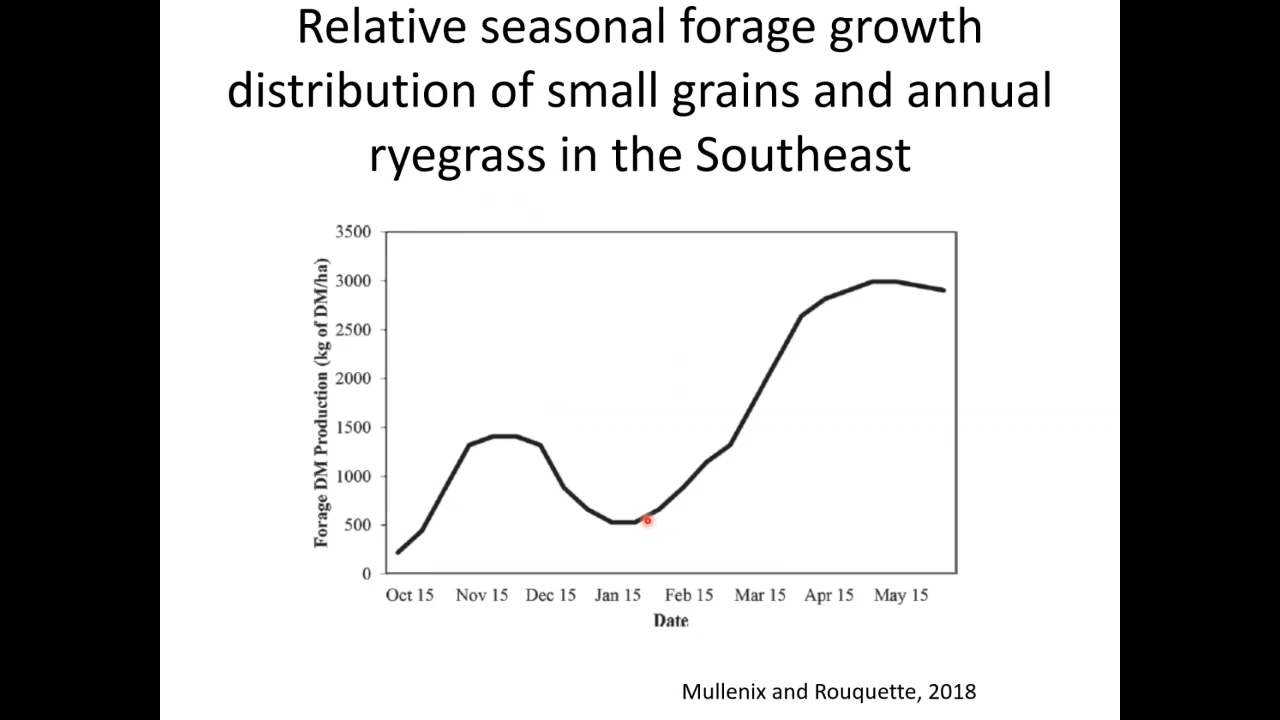 Relative seasonal forage growth
distribution of small grains and annual
ryegrass in the Southeast
Forage DM Production (kg of DM/ha)
3500
3000
2500
2000
1500
1000
500
0
Oct 15 Nov 15 Dec 15 Jan 15 Feb 15 Mar 15 Apr 15 May 15
Date
Mullenix and Rouquette, 2018